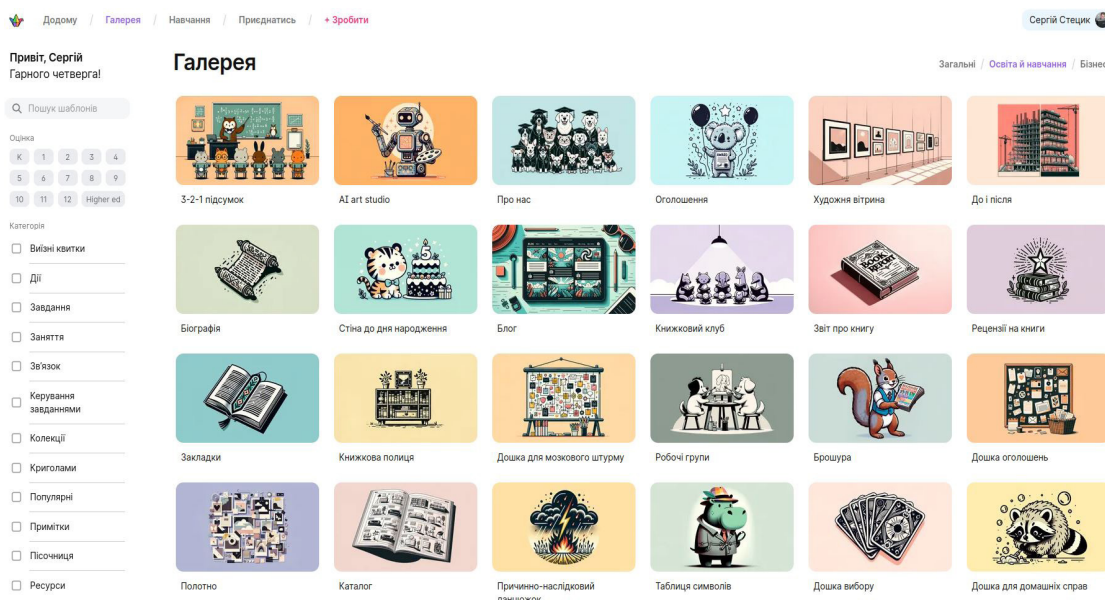 Додому / Галерея / Навчання / Приєднатись / + Зробити
Сергій Стецик
Привіт, Сергій
Гарного четверга!
Пошук шаблонів
Оцінка
K 1 2 3 4
5 6 7 8 9
10 11 12 Higher ed
Категорія
Виїзні квитки
Дії
Завдання
Заняття
Зв'язок
Керування
завданнями
Колекції
Криголами
Популярні
Примітки
Пісочниця
Ресурси
Галерея
Загальні / Освіта й навчання / Бізнес
3-2-1 підсумок
AI art studio
Про нас
Оголошення
Художня вітрина
До і після
Біографія
Стіна до дня народження
Блог
Книжковий клуб
BOOK
REPORT
Звіт про книгу
Рецензії на книги
Закладки
Книжкова полиця
Дошка для мозкового штурму
Робочі групи
Брошура
Дошка оголошень
Полотно
Каталог
Причинно-наслідковий
ланцюжок
Таблиця символів
Дошка вибору
Дошка для домашніх справ